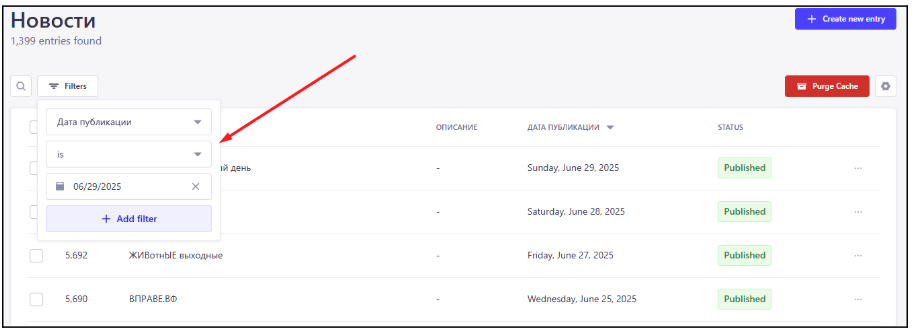 Новости
+ Create new entry
1,399 entries found
Filters
Purge Cache
Дата публикации
ОПИСАНИЕ
ДАТА ПУБЛИКАЦИИ
STATUS
is
й день
-
Sunday, June 29, 2025
Published
...
06/29/2025
+ Add filter
-
Saturday, June 28, 2025
Published
...
5,692
ЖИВотнЫЕ выходные
-
Friday, June 27, 2025
Published
...
5,690
ВПРАВЕ.ВФ
-
Wednesday, June 25, 2025
Published
...